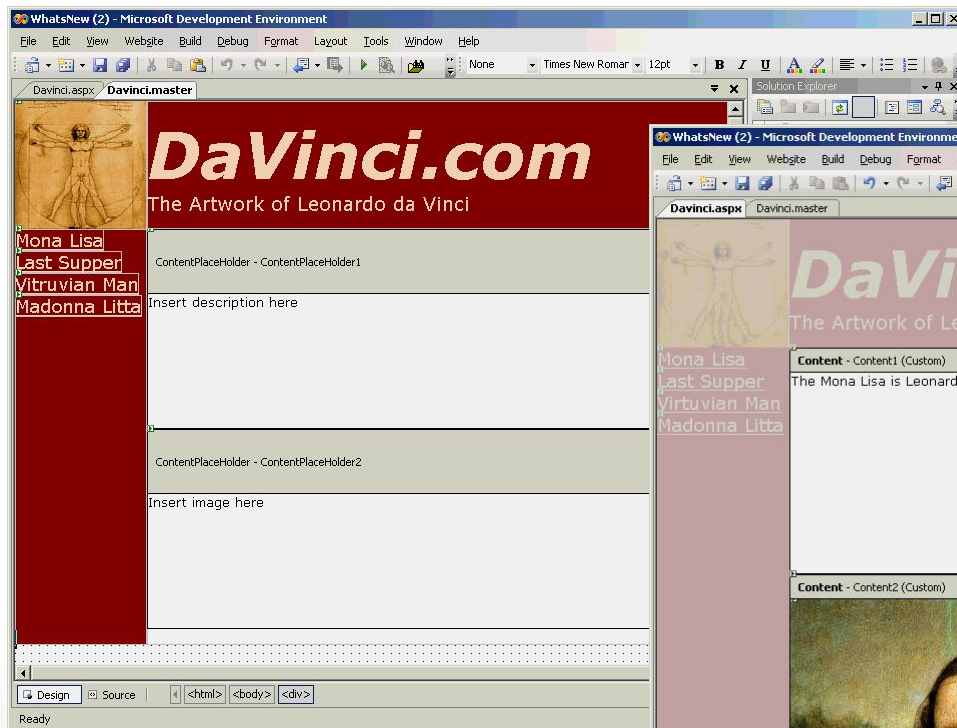 WhatsNew (2) - Microsoft Development Environment
File Edit View Website Build Debug Format Layout Tools Window Help
None Times New Romar 12pt B I U A
Davinci.aspx Davinci.master
Solution Explorer
DaVinci.com
The Artwork of Leonardo da Vinci
Mona Lisa
Last Supper
Vitruvian Man
Madonna Litta
ContentPlaceHolder - ContentPlaceHolder1
Insert description here
ContentPlaceHolder - ContentPlaceHolder2
Insert image here
Design Source <html> <body> <div>
Ready
WhatsNew (2) - Microsoft Development Environme
File Edit View Website Build Debug Format
Davinci.aspx Davinci.master
DaVi
The Artwork of Le
Mona Lisa
Last Supper
Virtuvian Man
Madonna Litta
Content - Content1 (Custom)
The Mona Lisa is Leonard
Content - Content2 (Custom)